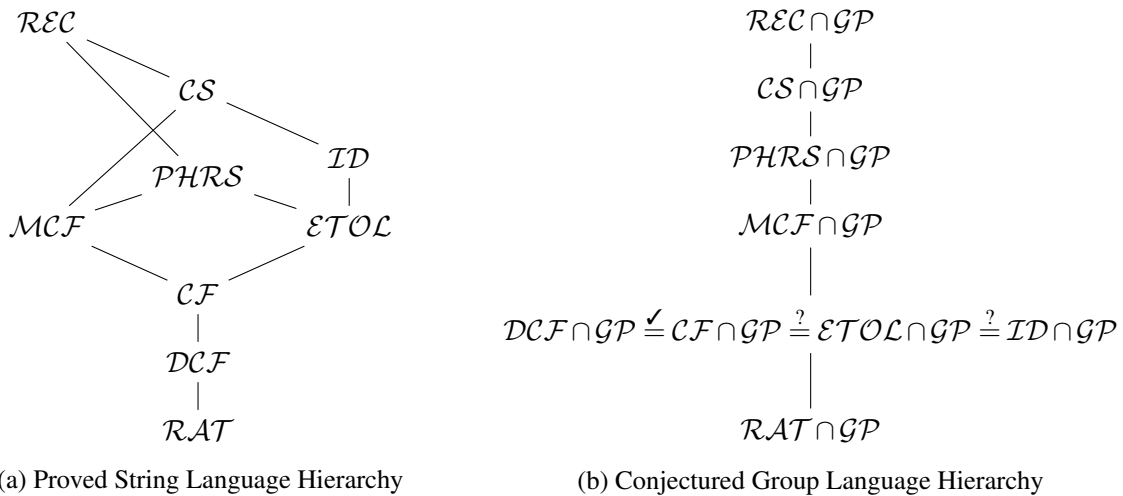 REC
CS
ID
PHRS
MCF
ETOL
CF
DCF
RAT
(a) Proved String Language Hierarchy
REC ∩ GP
CS ∩ GP
PHRS ∩ GP
MCF ∩ GP
DCF ∩ GP =✓ CF ∩ GP =? ETOL ∩ GP =? ID ∩ GP
RAT ∩ GP
(b) Conjectured Group Language Hierarchy